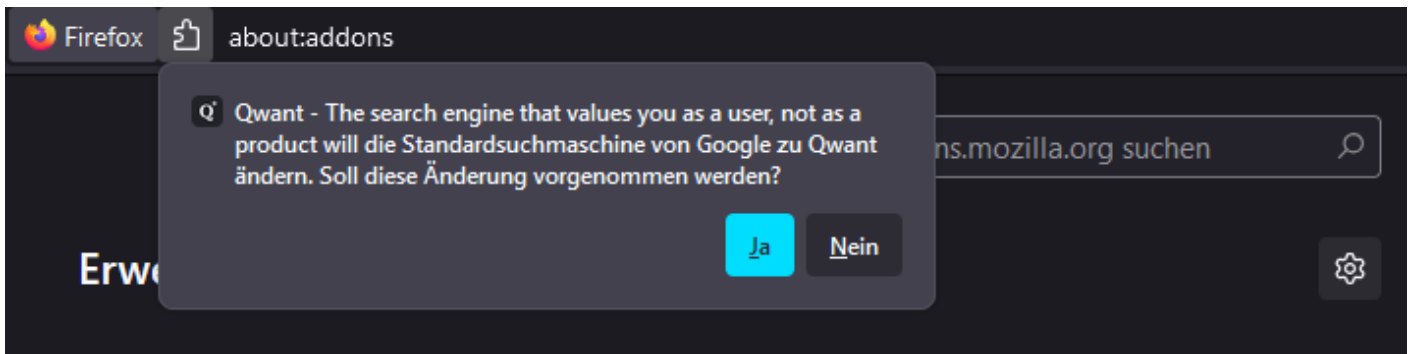 Firefox about:addons
Qwant - The search engine that values you as a user, not as a
product will die Standardsuchmaschine von Google zu Qwant
ändern. Soll diese Änderung vorgenommen werden?
ns.mozilla.org suchen
Ja Nein
Erwe